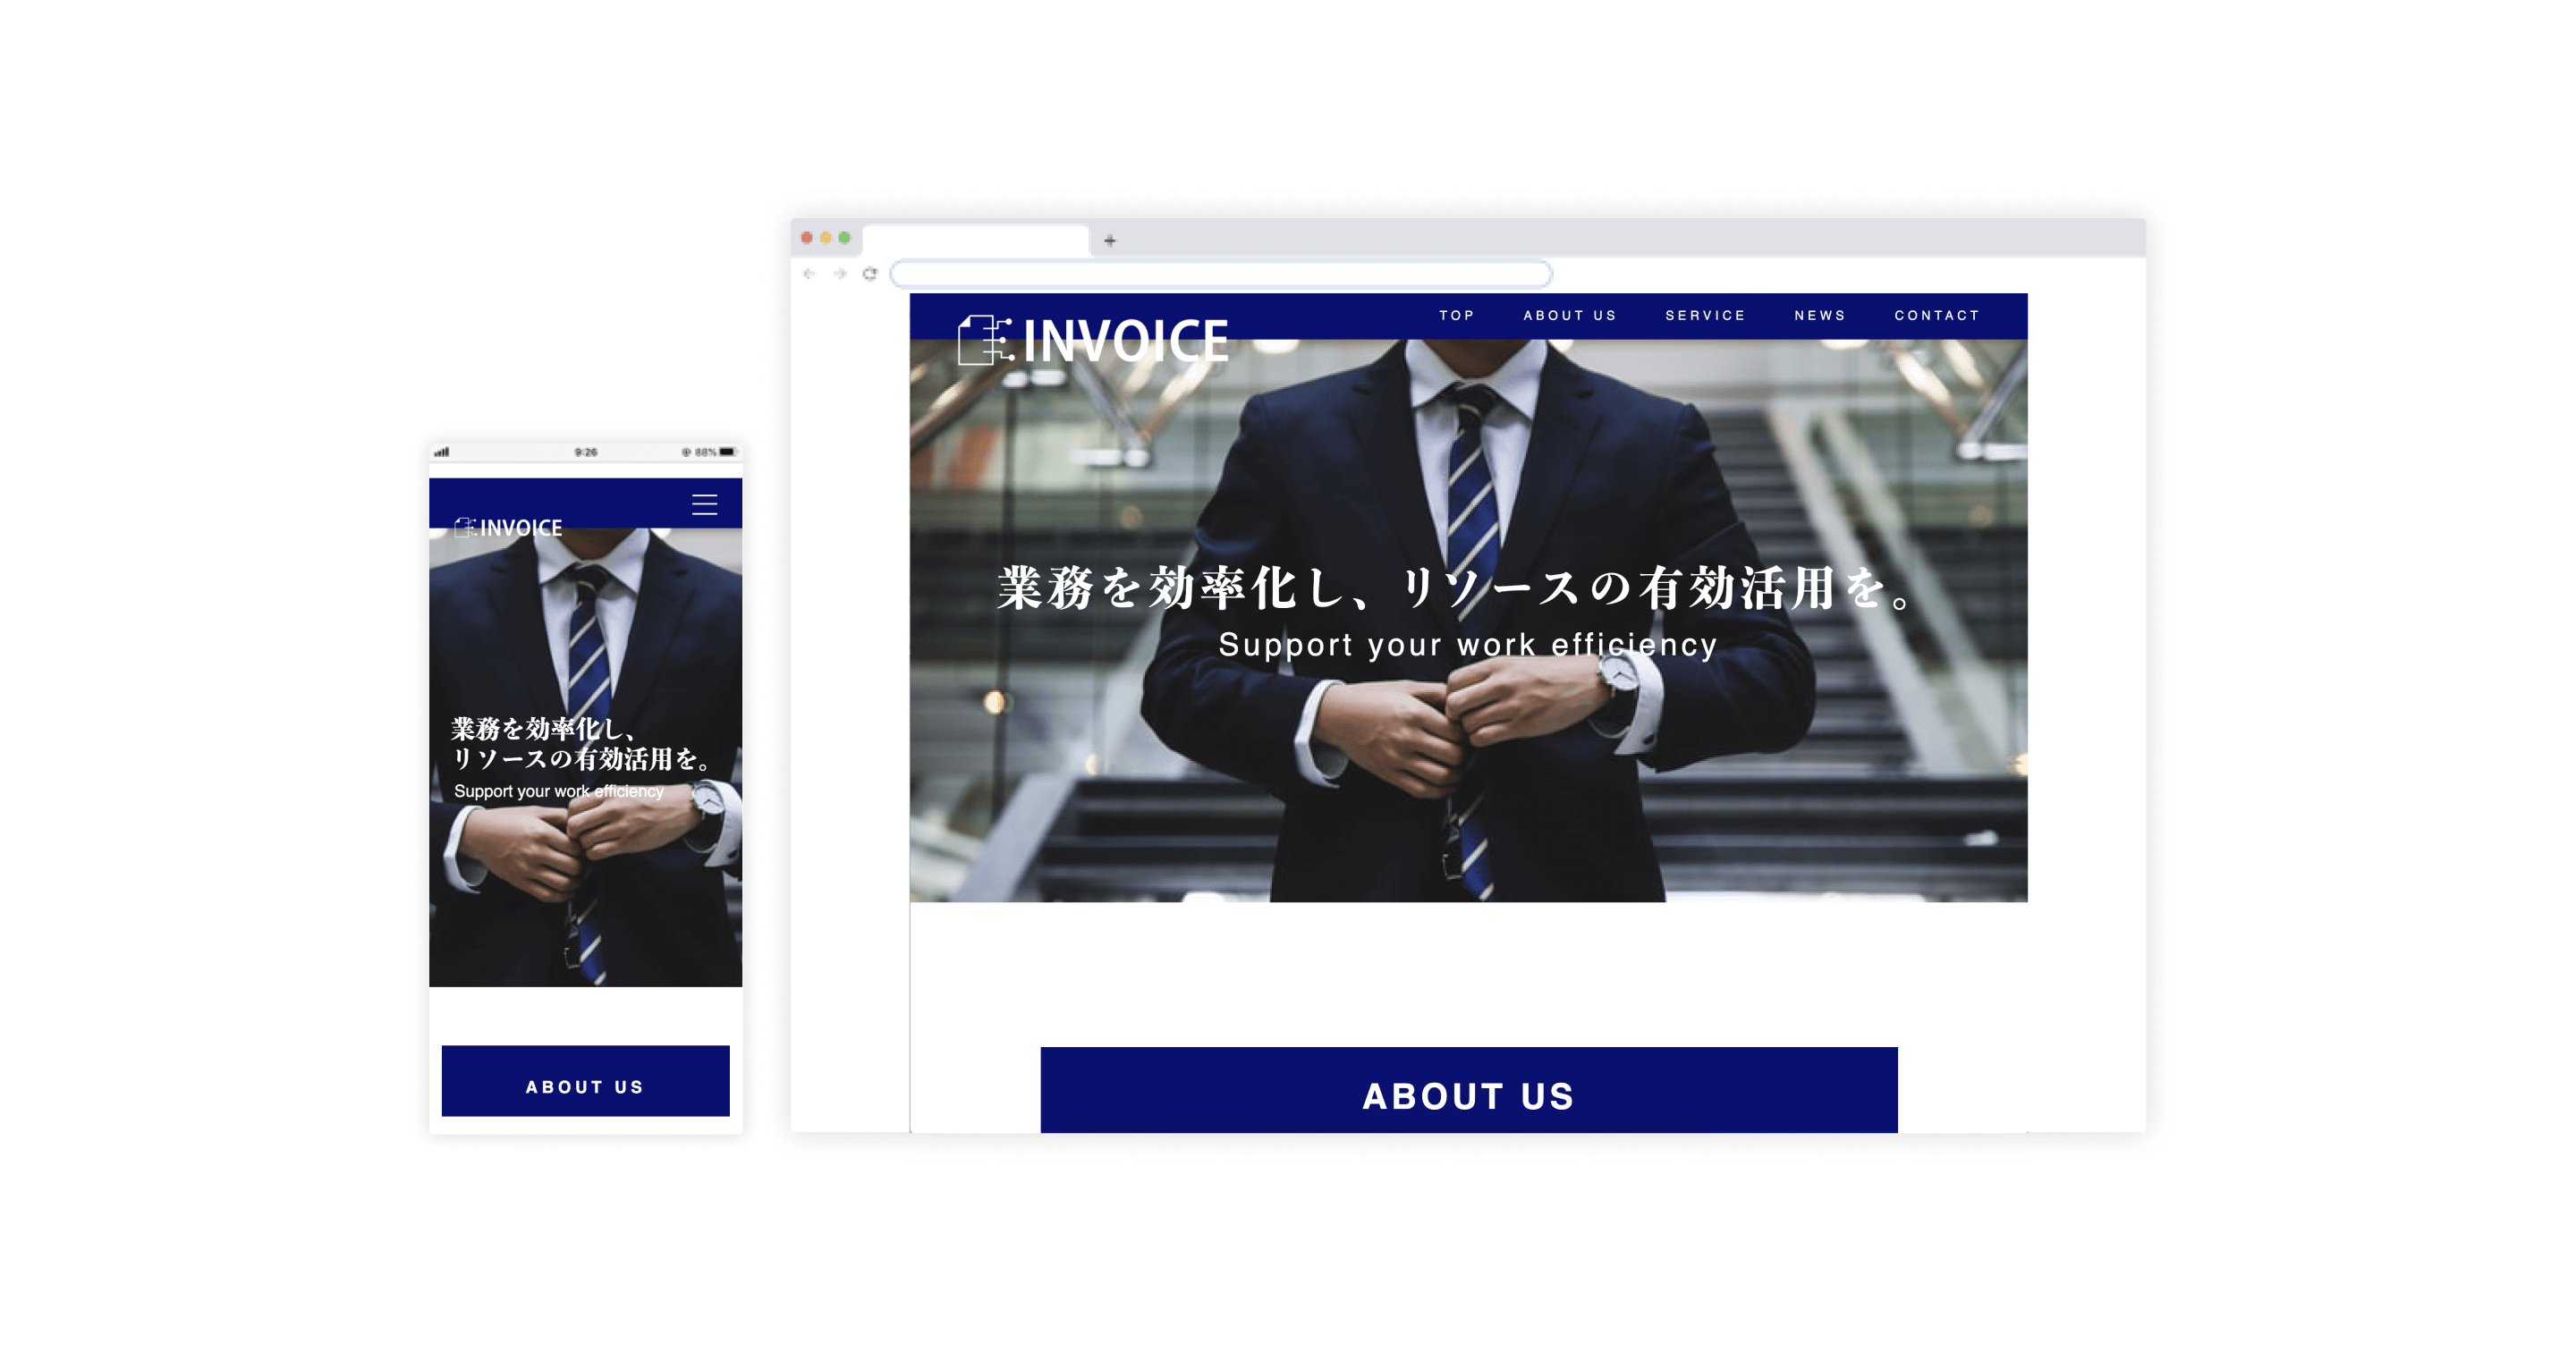 9:26
88%
INVOICE
業務を効率化し、
リソースの有効活用を。
Support your work efficiency
ABOUT US
INVOICE
TOP ABOUT US SERVICE NEWS CONTACT
業務を効率化し、リソースの有効活用を。
Support your work efficiency
ABOUT US